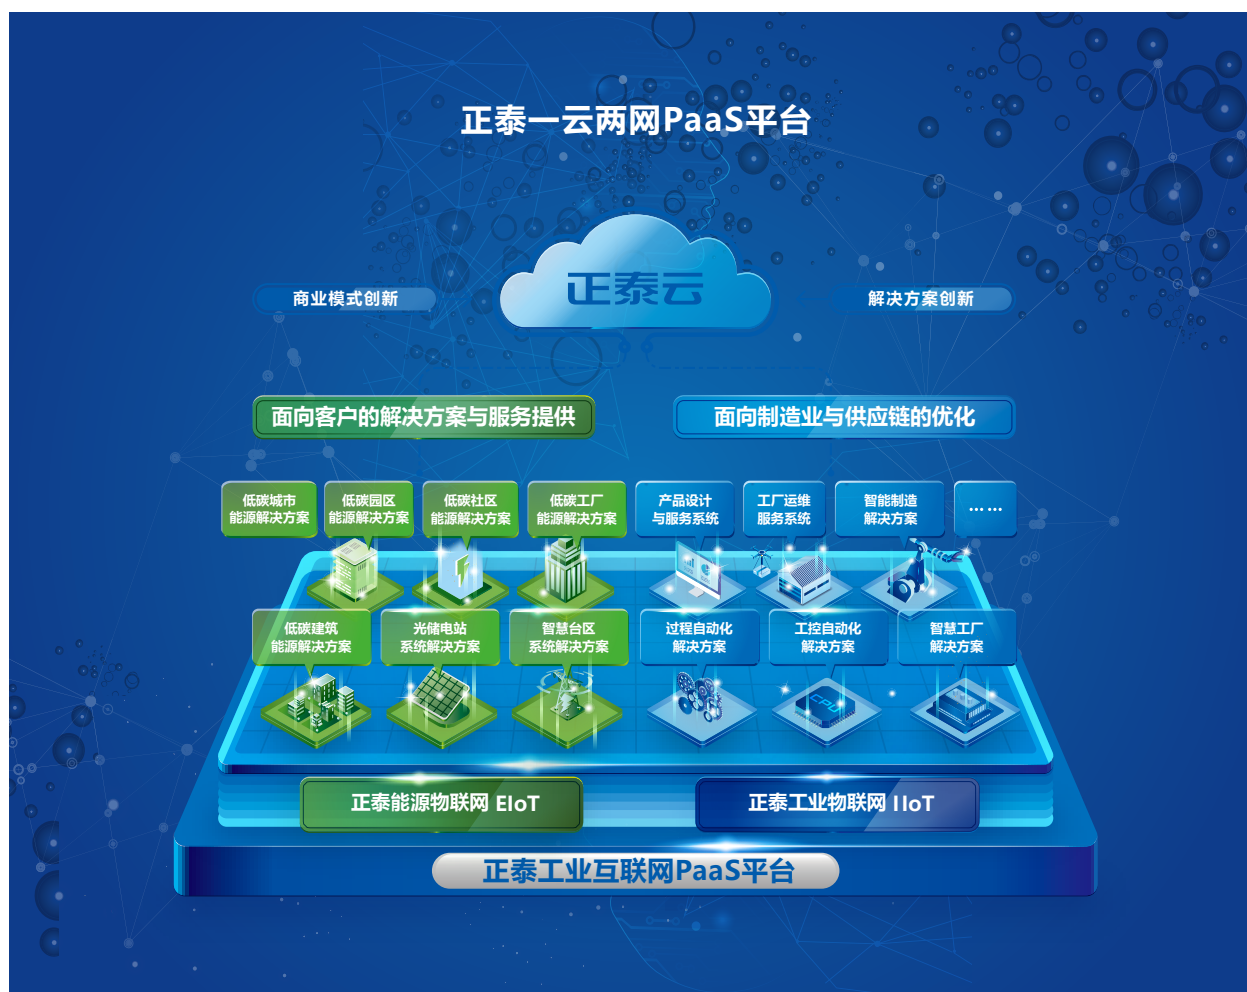 正泰一云两网PaaS平台
正泰云
商业模式创新
解决方案创新
面向客户的解决方案与服务提供
面向制造业与供应链的优化
低碳城市
能源解决方案
低碳园区
能源解决方案
低碳社区
能源解决方案
低碳工厂
能源解决方案
产品设计
与服务系统
工厂运维
服务系统
智能制造
解决方案
……
低碳建筑
能源解决方案
光储电站
系统解决方案
智慧台区
系统解决方案
过程自动化
解决方案
工控自动化
解决方案
智慧工厂
解决方案
CPU
正泰能源物联网 EIoT
正泰工业物联网 IIoT
正泰工业互联网PaaS平台